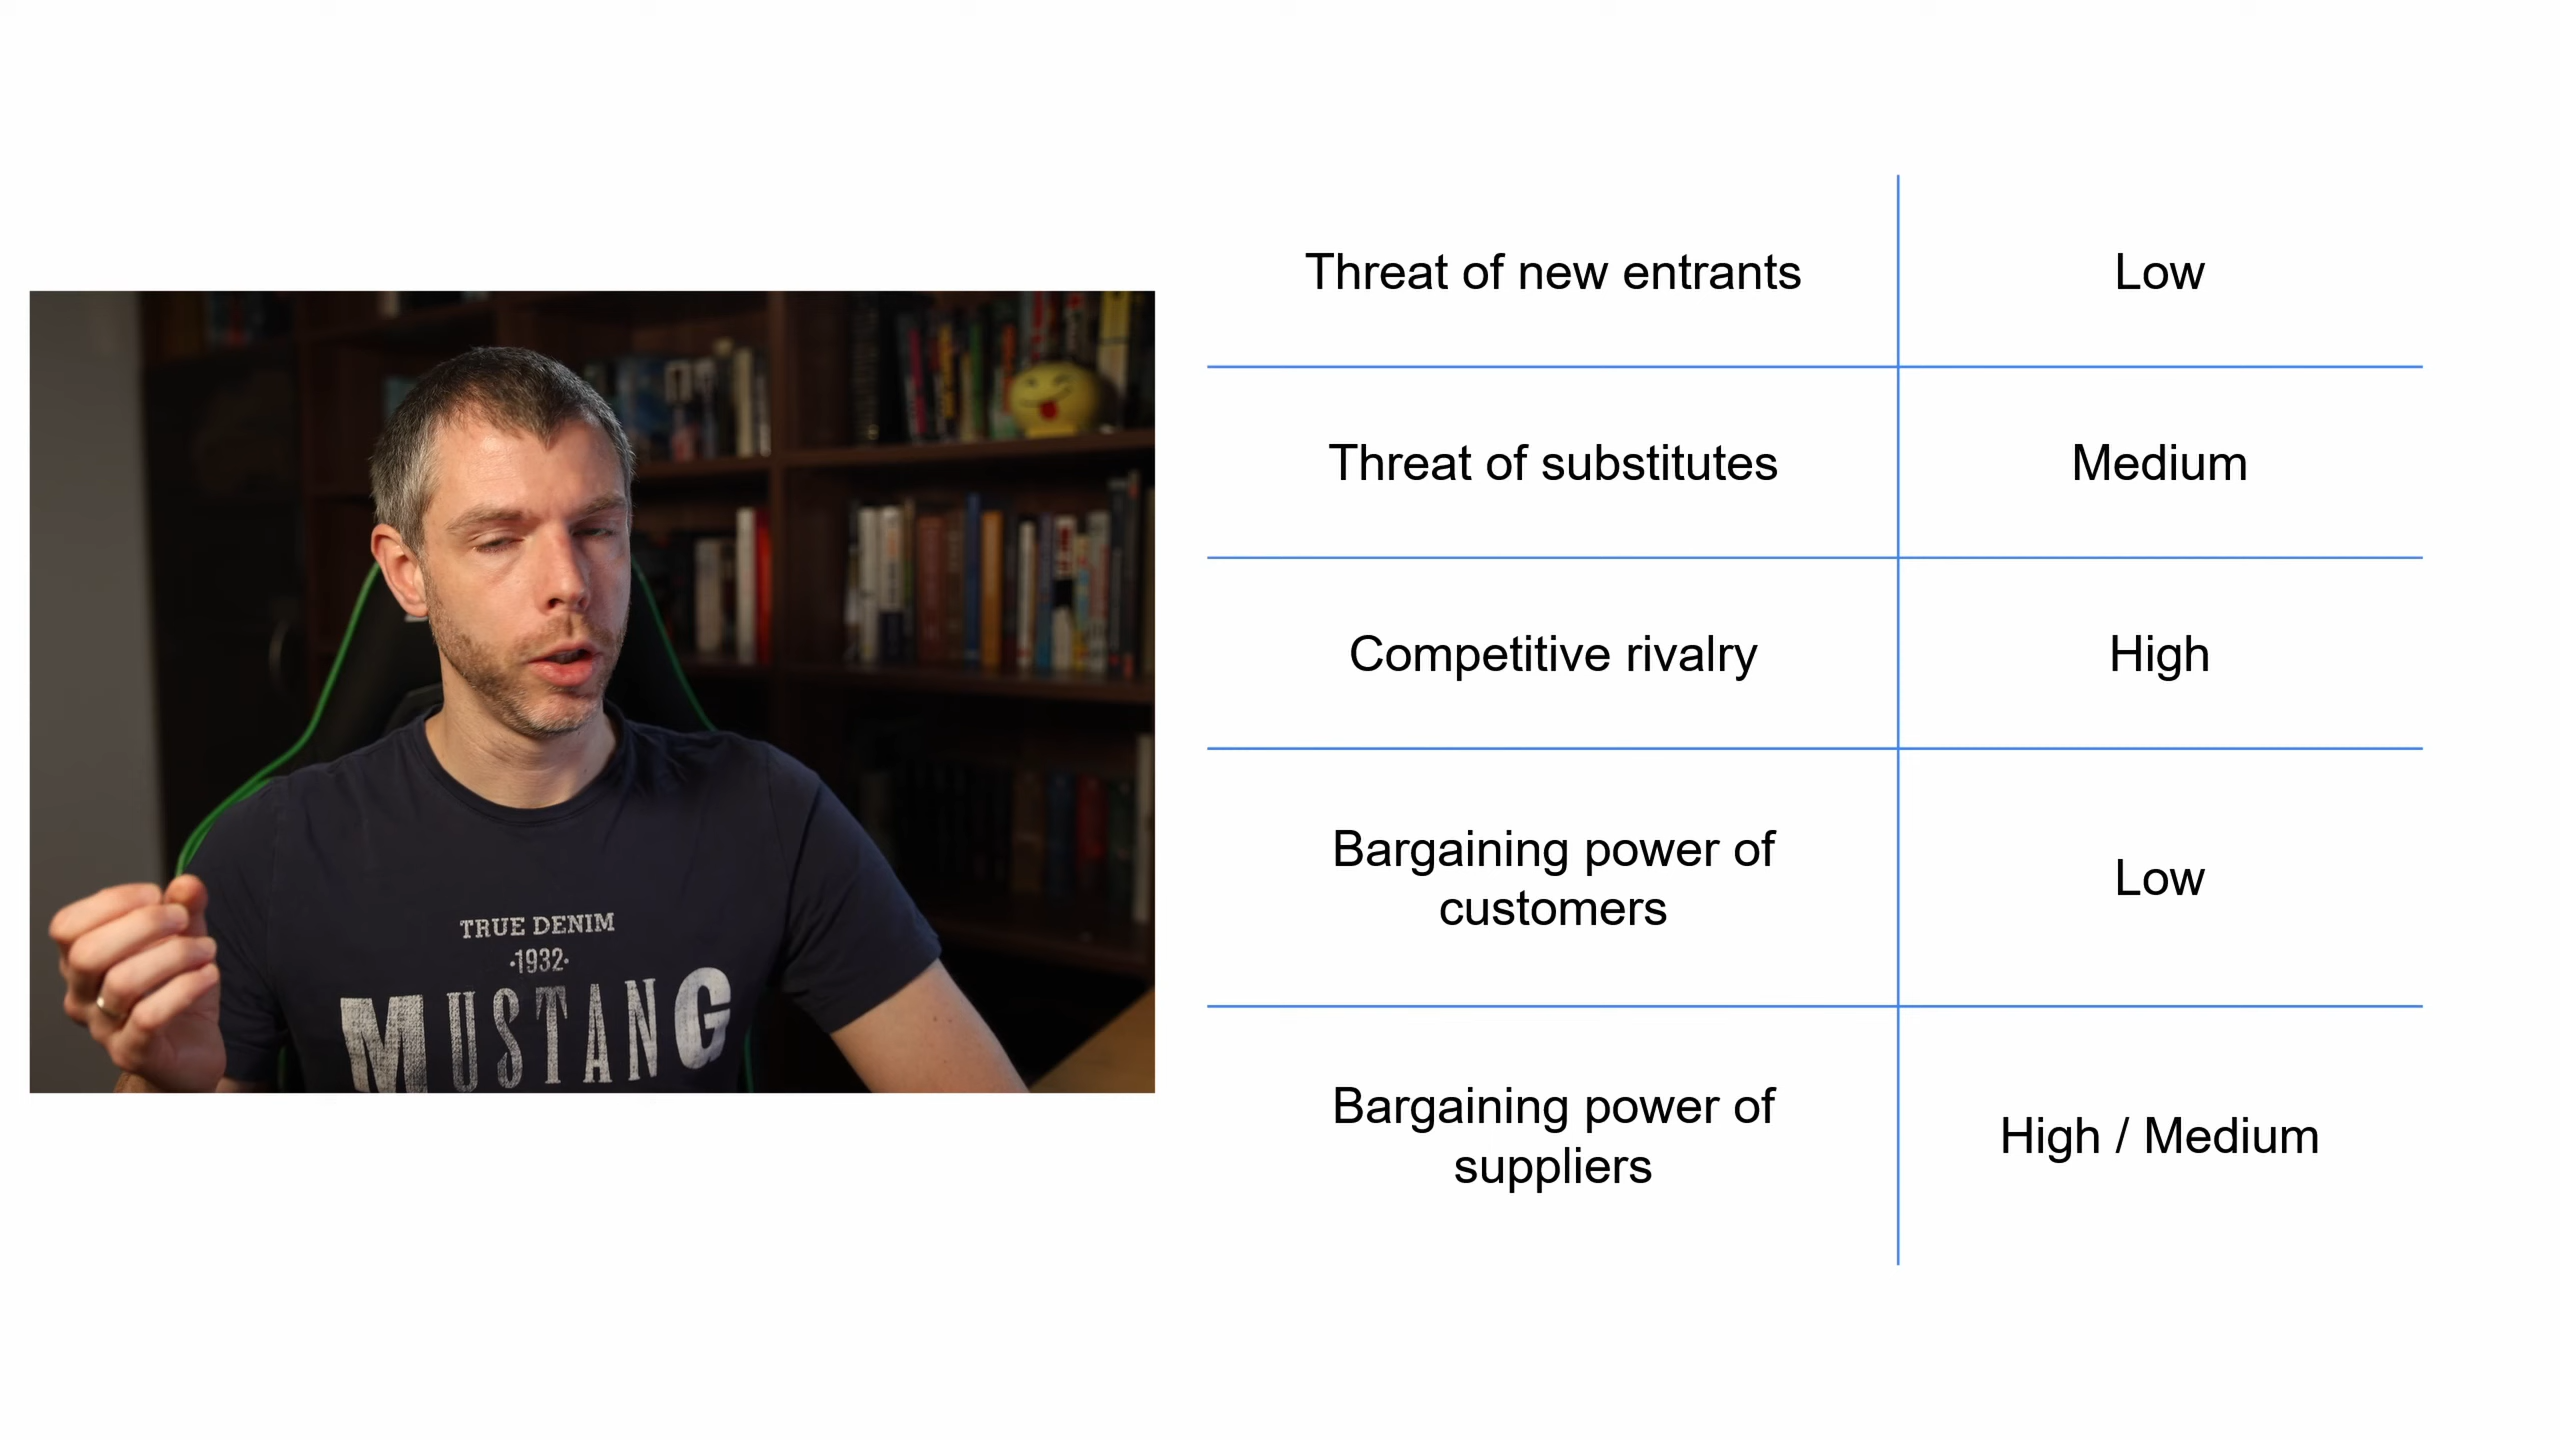 Threat of new entrants
Low
Threat of substitutes
Medium
Competitive rivalry
High
Bargaining power of
customers
Low
Bargaining power of
suppliers
High / Medium
TRUE DENIM
·1932·
MUSTANG